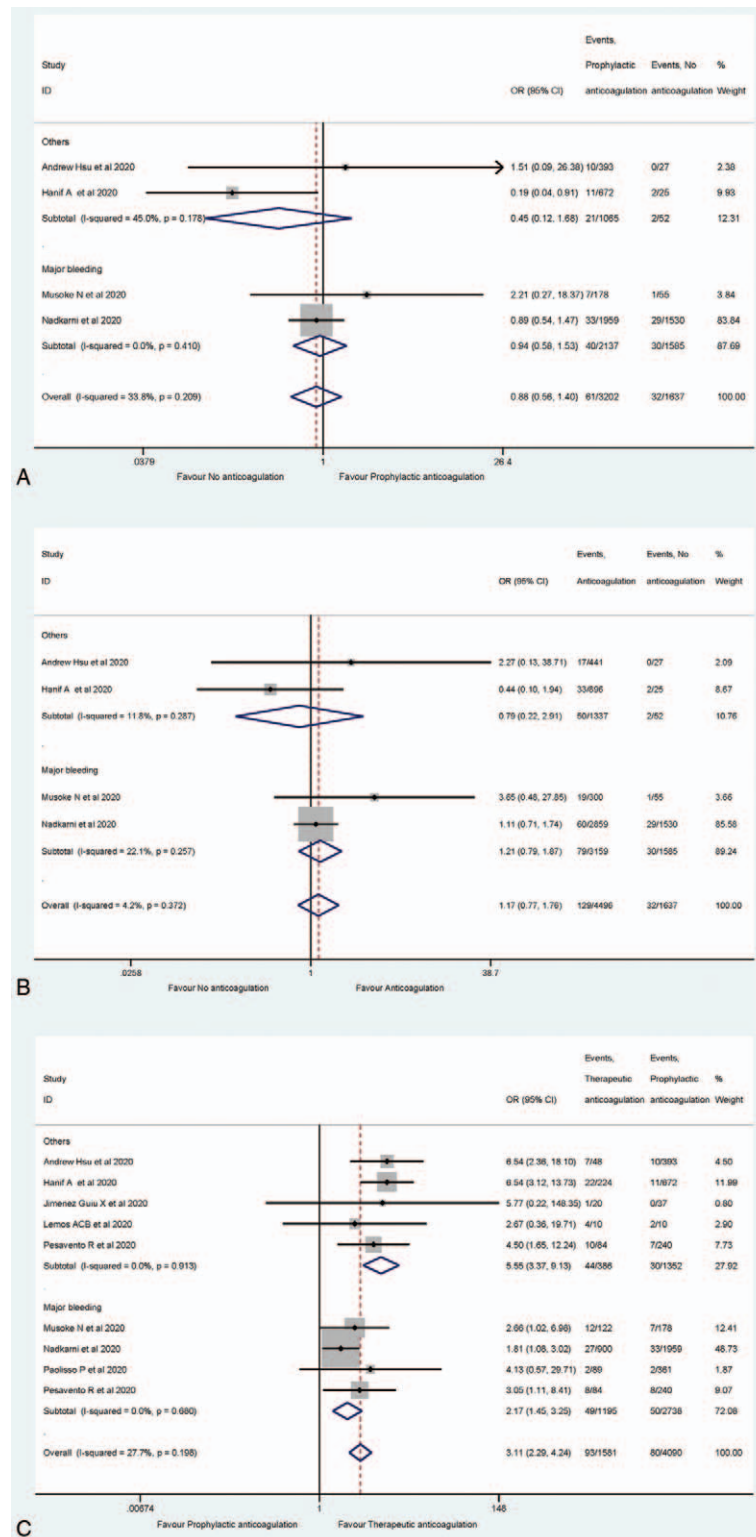 Events,
Study Prophylactic Events, No %
ID OR (95% CI) anticoagulation anticoagulation Weight
Others
Andrew Hsu et al 2020 1.51 (0.09, 26.38) 10/393 0/27 2.38
Hanif A et al 2020 0.19 (0.04, 0.91) 11/672 2/25 9.93
Subtotal (I-squared = 45.0%, p = 0.178) 0.45 (0.12, 1.68) 21/1065 2/52 12.31
.
Major bleeding
Musoke N et al 2020 2.21 (0.27, 18.37) 7/178 1/55 3.84
Nadkarni et al 2020 0.89 (0.54, 1.47) 33/1959 29/1530 83.84
Subtotal (I-squared = 0.0%, p = 0.410) 0.94 (0.58, 1.53) 40/2137 30/1585 87.69
.
Overall (I-squared = 33.8%, p = 0.209) 0.88 (0.56, 1.40) 61/3202 32/1637 100.00
.0379 1 26.4
A Favour No anticoagulation Favour Prophylactic anticoagulation
Study Events, Events, No %
ID OR (95% CI) Anticoagulation anticoagulation Weight
Others
Andrew Hsu et al 2020 2.27 (0.13, 38.71) 17/441 0/27 2.09
Hanif A et al 2020 0.44 (0.10, 1.94) 33/896 2/25 8.67
Subtotal (I-squared = 11.8%, p = 0.287) 0.79 (0.22, 2.91) 50/1337 2/52 10.76
.
Major bleeding
Musoke N et al 2020 3.65 (0.48, 27.85) 19/300 1/55 3.66
Nadkarni et al 2020 1.11 (0.71, 1.74) 60/2859 29/1530 85.58
Subtotal (I-squared = 22.1%, p = 0.257) 1.21 (0.79, 1.87) 79/3159 30/1585 89.24
.
Overall (I-squared = 4.2%, p = 0.372) 1.17 (0.77, 1.76) 129/4496 32/1637 100.00
.0258 1 38.7
B Favour No anticoagulation Favour Anticoagulation
Events, Events,
Study Therapeutic Prophylactic %
ID OR (95% CI) anticoagulation anticoagulation Weight
Others
Andrew Hsu et al 2020 6.54 (2.36, 18.10) 7/48 10/393 4.50
Hanif A et al 2020 6.54 (3.12, 13.73) 22/224 11/672 11.99
Jimenez Guiu X et al 2020 5.77 (0.22, 148.35) 1/20 0/37 0.80
Lemos ACB et al 2020 2.67 (0.36, 19.71) 4/10 2/10 2.90
Pesavento R et al 2020 4.50 (1.65, 12.24) 10/84 7/240 7.73
Subtotal (I-squared = 0.0%, p = 0.913) 5.55 (3.37, 9.13) 44/386 30/1352 27.92
.
Major bleeding
Musoke N et al 2020 2.66 (1.02, 6.98) 12/122 7/178 12.41
Nadkarni et al 2020 1.81 (1.08, 3.02) 27/900 33/1959 48.73
Paolisso P et al 2020 4.13 (0.57, 29.71) 2/89 2/361 1.87
Pesavento R et al 2020 3.05 (1.11, 8.41) 8/84 8/240 9.07
Subtotal (I-squared = 0.0%, p = 0.680) 2.17 (1.45, 3.25) 49/1195 50/2738 72.08
.
Overall (I-squared = 27.7%, p = 0.198) 3.11 (2.29, 4.24) 93/1581 80/4090 100.00
.00674 1 148
C Favour Prophylactic anticoagulation Favour Therapeutic anticoagulation